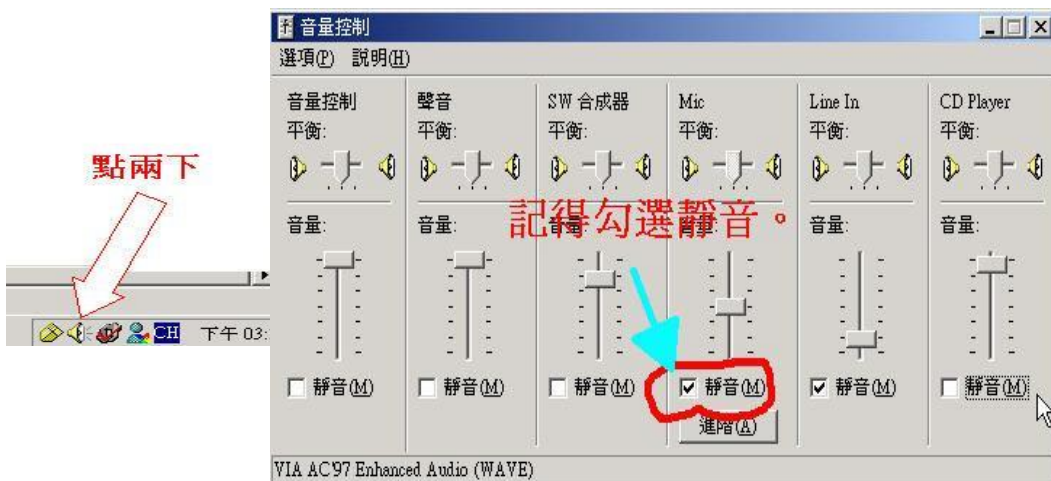 音量控制
選項(P) 說明(H)
點兩下
CH 下午 03:
音量控制
平衡:
音量:
靜音(M)
聲音
平衡:
音量:
靜音(M)
SW 合成器
平衡:
音量:
靜音(M)
Mic
平衡:
音量:
靜音(M)
進階(A)
Line In
平衡:
音量:
靜音(M)
CD Player
平衡:
音量:
靜音(M)
記得勾選靜音。
VIA AC'97 Enhanced Audio (WAVE)